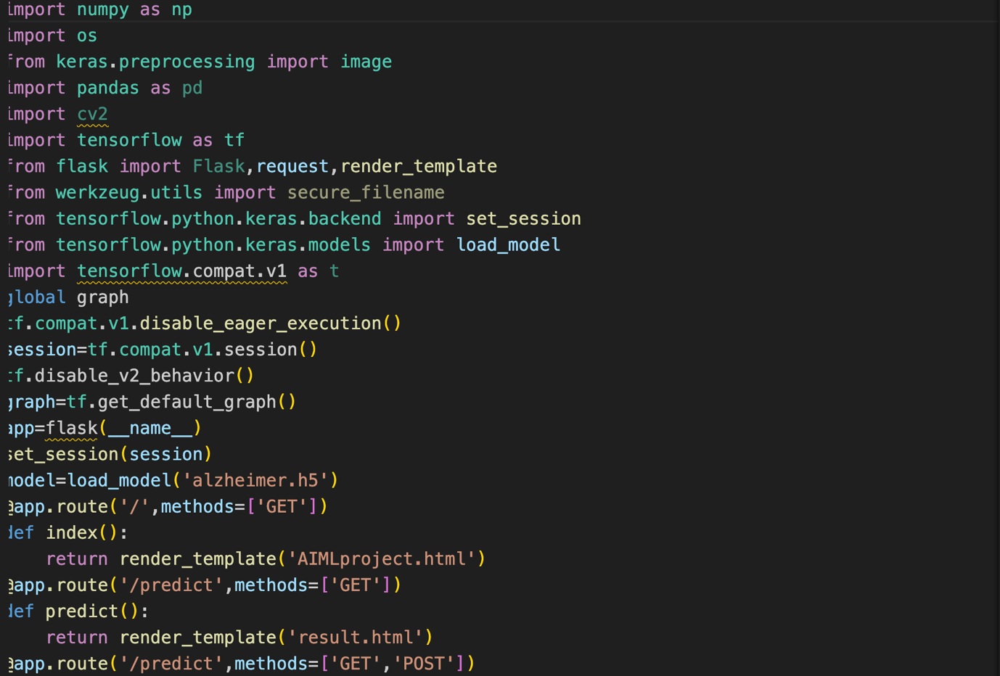 import numpy as np
import os
from keras.preprocessing import image
import pandas as pd
import cv2
import tensorflow as tf
from flask import Flask,request,render_template
from werkzeug.utils import secure_filename
from tensorflow.python.keras.backend import set_session
from tensorflow.python.keras.models import load_model
import tensorflow.compat.v1 as t
global graph
tf.compat.v1.disable_eager_execution()
session=tf.compat.v1.session()
tf.disable_v2_behavior()
graph=tf.get_default_graph()
app=flask(__name__)
set_session(session)
model=load_model('alzheimer.h5')
@app.route('/',methods=['GET'])
def index():
    return render_template('AIMLproject.html')
@app.route('/predict',methods=['GET'])
def predict():
    return render_template('result.html')
@app.route('/predict',methods=['GET','POST'])